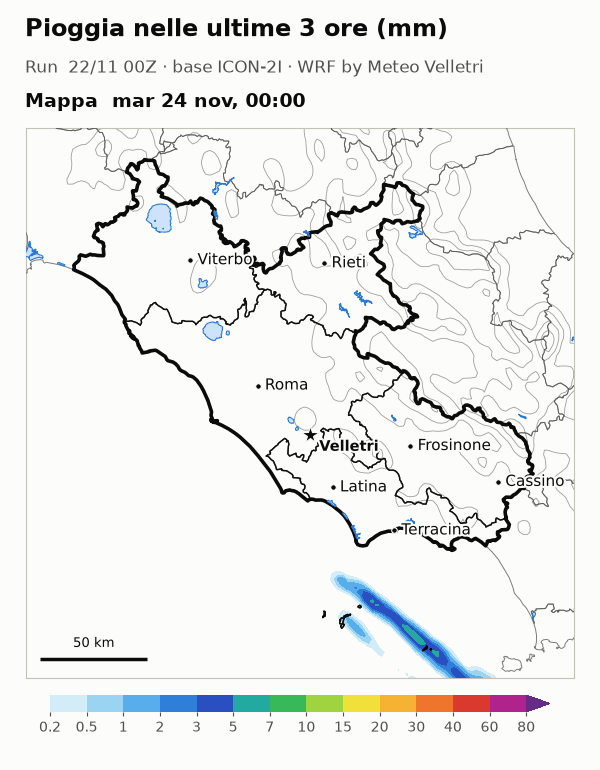 Pioggia nelle ultime 3 ore (mm)
Run  22/11 00Z · base ICON-2I · WRF by Meteo Velletri
Mappa  mar 24 nov, 00:00
Viterbo
Rieti
Roma
Velletri
Frosinone
Cassino
Latina
Terracina
50 km
0.2 0.5 1 2 3 5 7 10 15 20 30 40 60 80